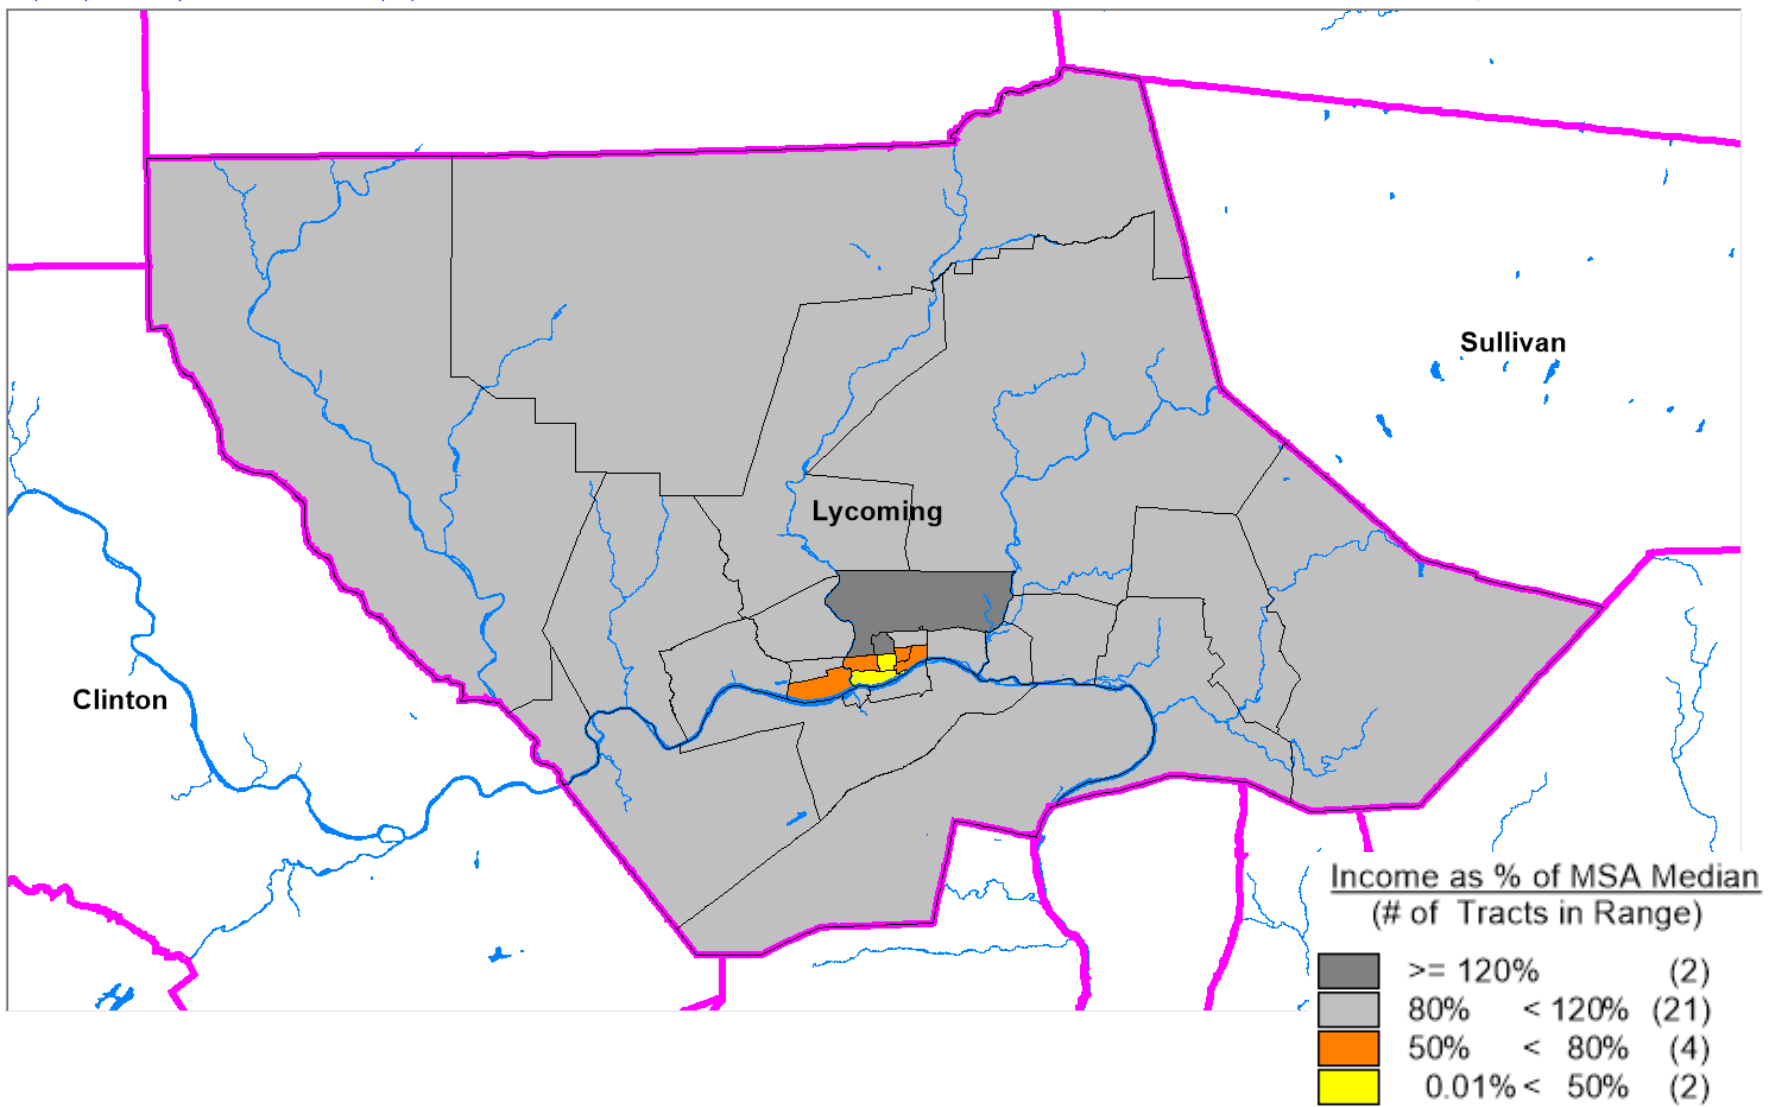 Sullivan
Lycoming
Clinton
Income as % of MSA Median
(# of Tracts in Range)
>= 120% (2)
80% < 120% (21)
50% < 80% (4)
0.01% < 50% (2)